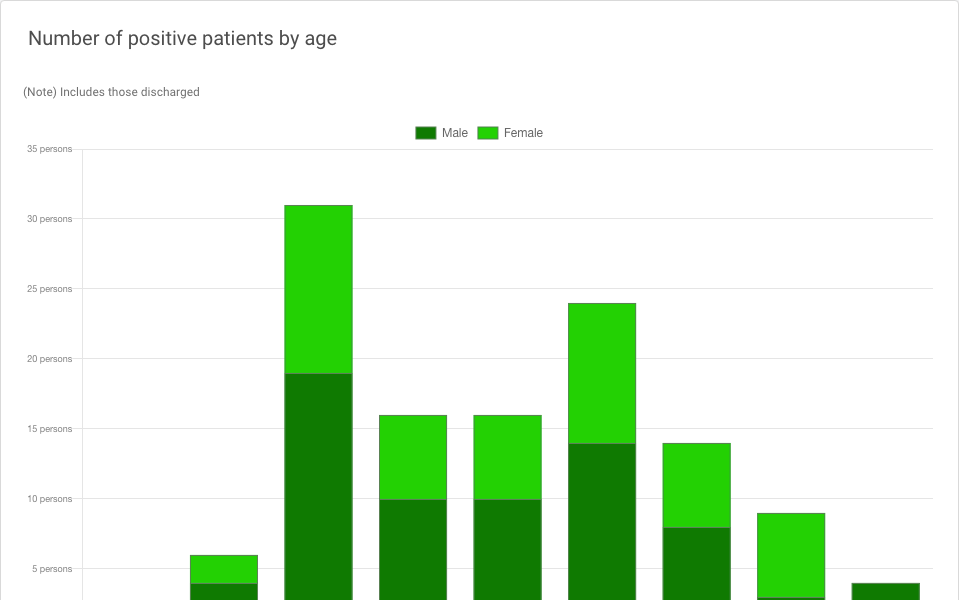 Number of positive patients by age
(Note) Includes those discharged
Male Female
35 persons
30 persons
25 persons
20 persons
15 persons
10 persons
5 persons